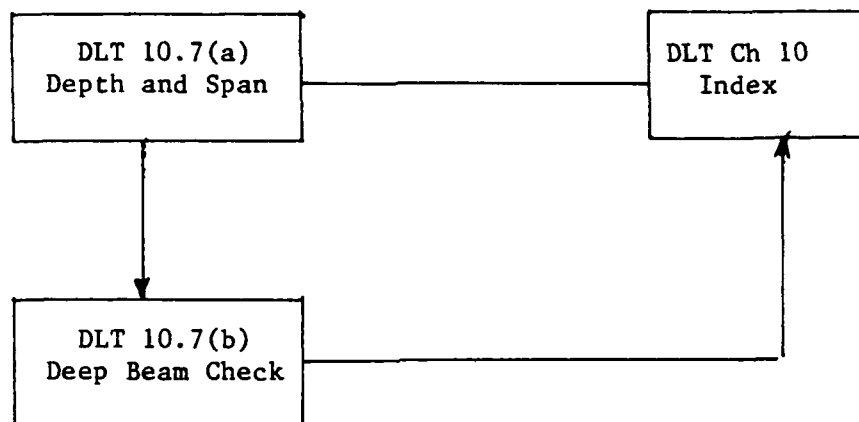 DLT 10.7(a)
Depth and Span
DLT Ch 10
Index
DLT 10.7(b)
Deep Beam Check